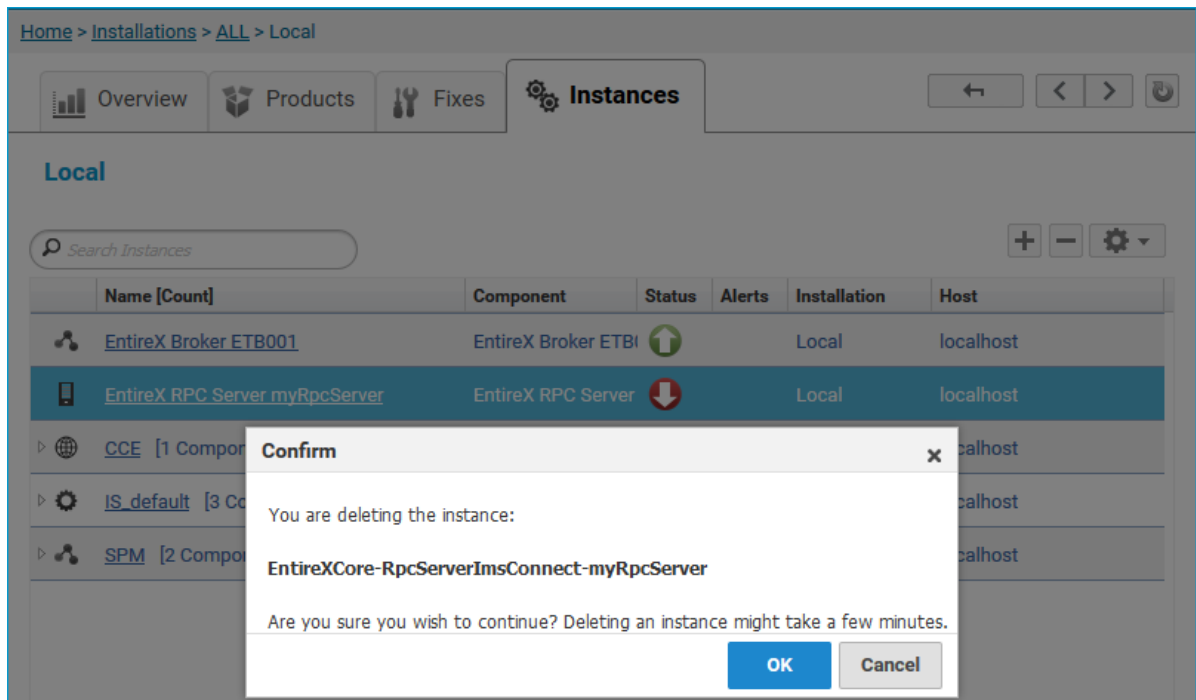 Home > Installations > ALL > Local
Overview Products Fixes Instances
Local
Search Instances
Name [Count] Component Status Alerts Installation Host
EntireX Broker ETB001 EntireX Broker ETB Local localhost
EntireX RPC Server myRpcServer EntireX RPC Server Local localhost
CCE [1 Compor calhost
IS_default [3 Co calhost
SPM [2 Compor calhost
Confirm
You are deleting the instance:
EntireXCore-RpcServerImsConnect-myRpcServer
Are you sure you wish to continue? Deleting an instance might take a few minutes.
OK Cancel